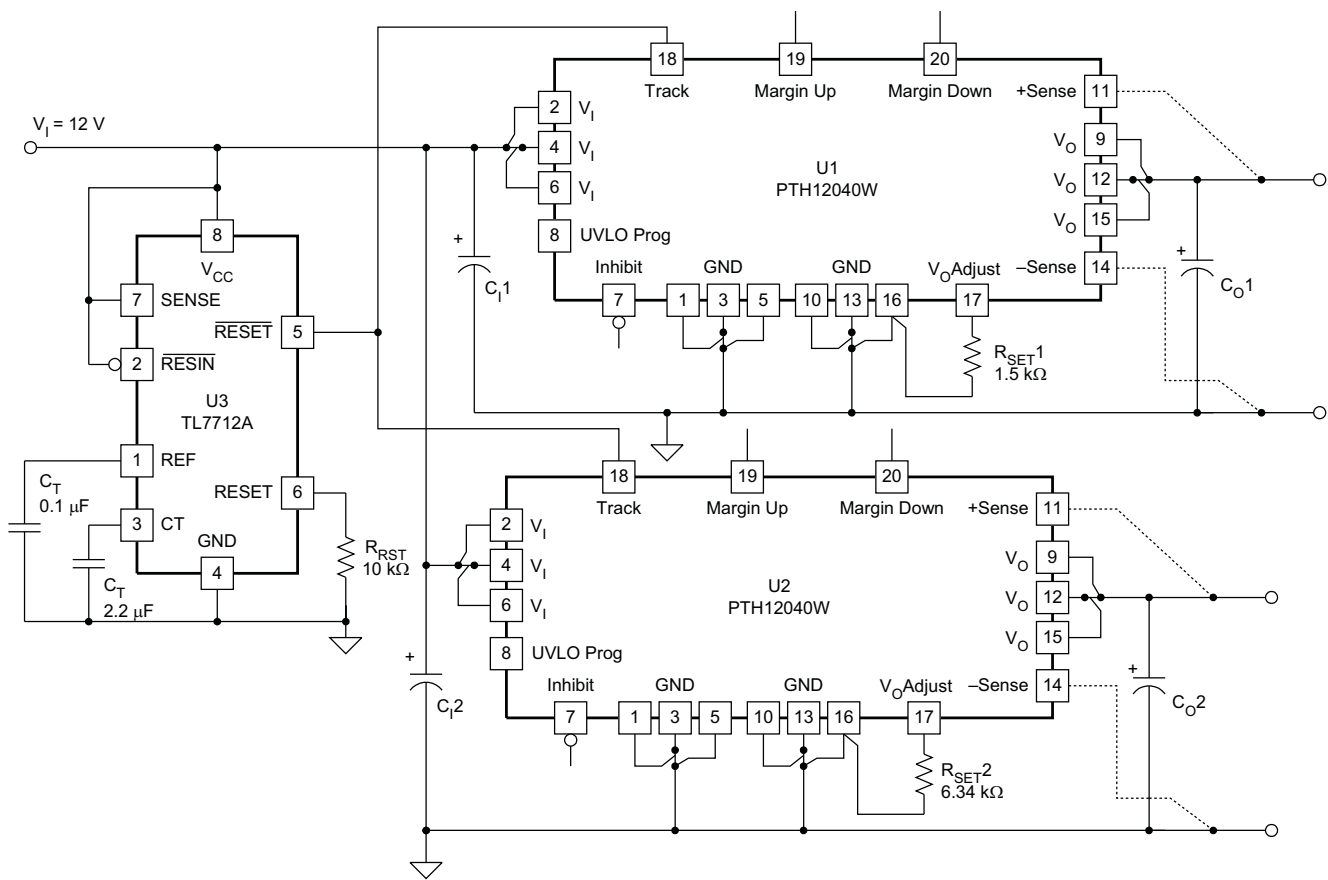 V_I = 12 V
18
19
20
Track
Margin Up
Margin Down
+Sense
11
2
V_I
4
V_I
6
V_I
8
UVLO Prog
U1
PTH12040W
V_O
9
V_O
12
V_O
15
–Sense
14
Inhibit
7
GND
1
3
5
GND
10
13
16
V_O Adjust
17
+
C_I1
R_SET1
1.5 kΩ
+
C_O1
8
V_CC
7
SENSE
2
RESIN
RESET
5
U3
TL7712A
1
REF
RESET
6
3
CT
GND
4
C_T
0.1 μF
C_T
2.2 μF
R_RST
10 kΩ
18
19
20
Track
Margin Up
Margin Down
+Sense
11
2
V_I
4
V_I
6
V_I
8
UVLO Prog
U2
PTH12040W
V_O
9
V_O
12
V_O
15
–Sense
14
Inhibit
7
GND
1
3
5
GND
10
13
16
V_O Adjust
17
+
C_I2
R_SET2
6.34 kΩ
+
C_O2